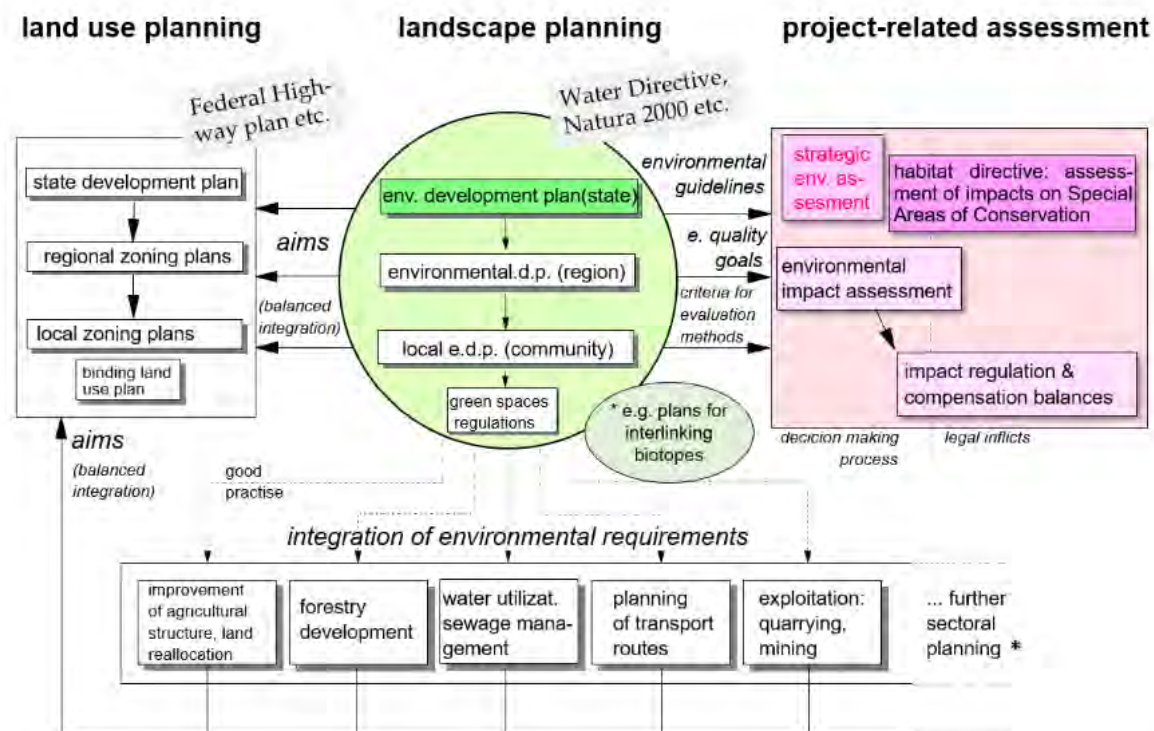 land use planning
landscape planning
project-related assessment
Federal High-
way plan etc.
Water Directive,
Natura 2000 etc.
state development plan
regional zoning plans
local zoning plans
binding land
use plan
aims
(balanced
integration)
env. development plan(state)
environmental.d.p. (region)
local e.d.p. (community)
green spaces
regulations
* e.g. plans for
interlinking
biotopes
environmental
guidelines
e. quality
goals
criteria for
evaluation
methods
strategic
env. as-
sesment
habitat directive: assess-
ment of impacts on Special
Areas of Conservation
environmental
impact assessment
impact regulation &
compensation balances
decicion making
process
legal inflicts
aims
(balanced
integration)
good
practise
integration of environmental requirements
improvement
of agricultural
structure, land
reallocation
forestry
development
water utilizat.
sewage mana-
gement
planning
of transport
routes
exploitation:
quarrying,
mining
... further
sectoral
planning *